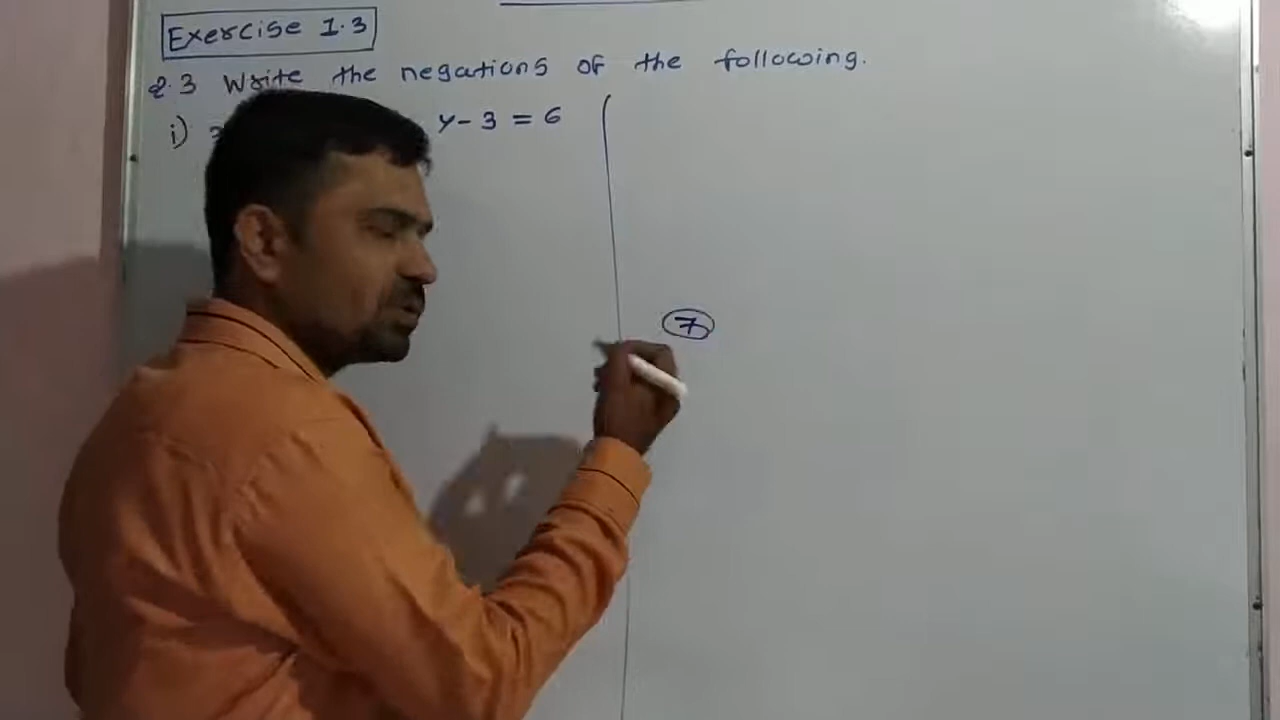 Exercise 1.3
Q.3 Write the negations of the following.
i) y - 3 = 6
7